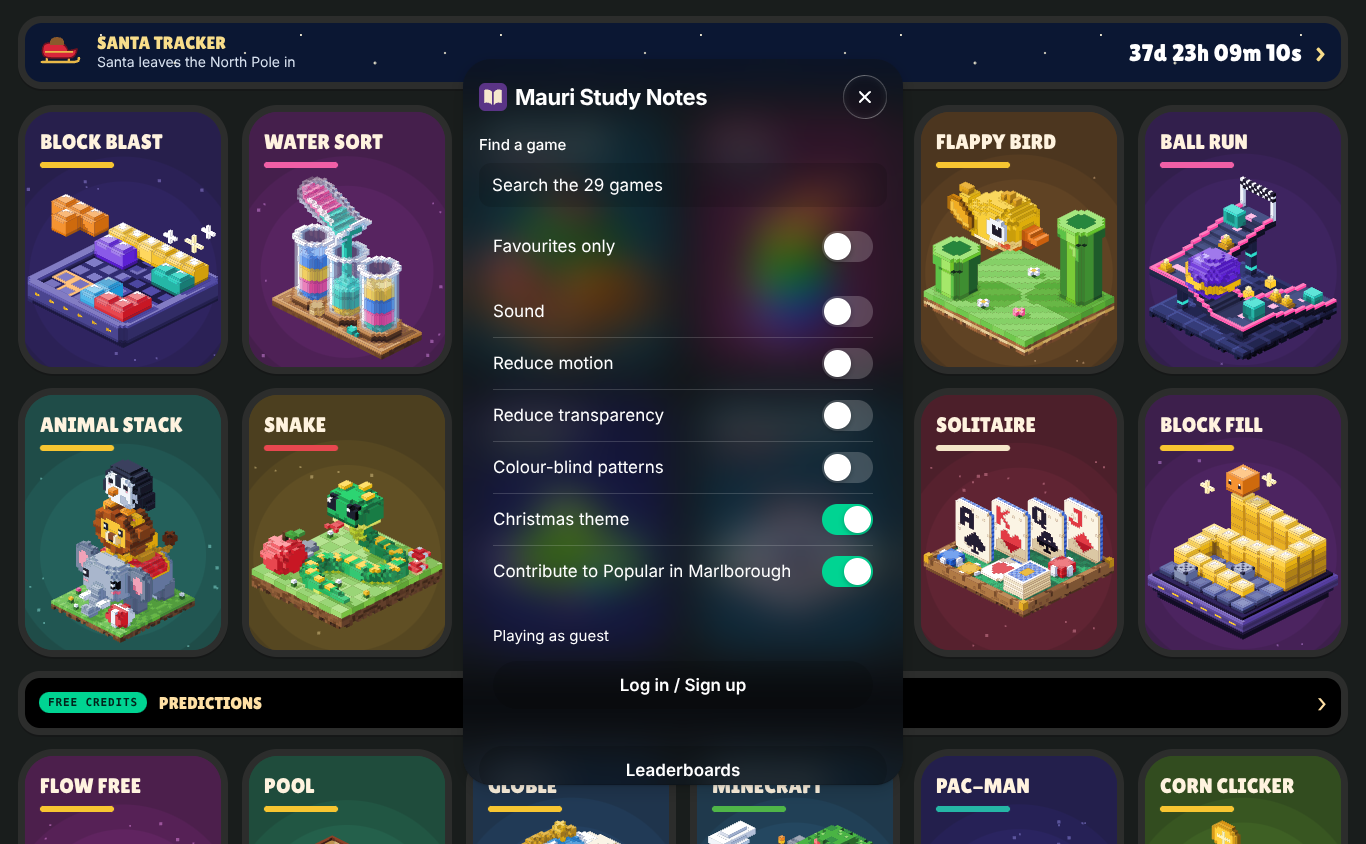 SANTA TRACKER
Santa leaves the North Pole in
37d 23h 09m 10s
Mauri Study Notes
Find a game
Search the 29 games
Favourites only
Sound
Reduce motion
Reduce transparency
Colour-blind patterns
Christmas theme
Contribute to Popular in Marlborough
Playing as guest
Log in / Sign up
Leaderboards
BLOCK BLAST
WATER SORT
FLAPPY BIRD
BALL RUN
ANIMAL STACK
SNAKE
SOLITAIRE
A K Q J
BLOCK FILL
FREE CREDITS
PREDICTIONS
FLOW FREE
POOL
GLOBLE
MINECRAFT
PAC-MAN
CORN CLICKER